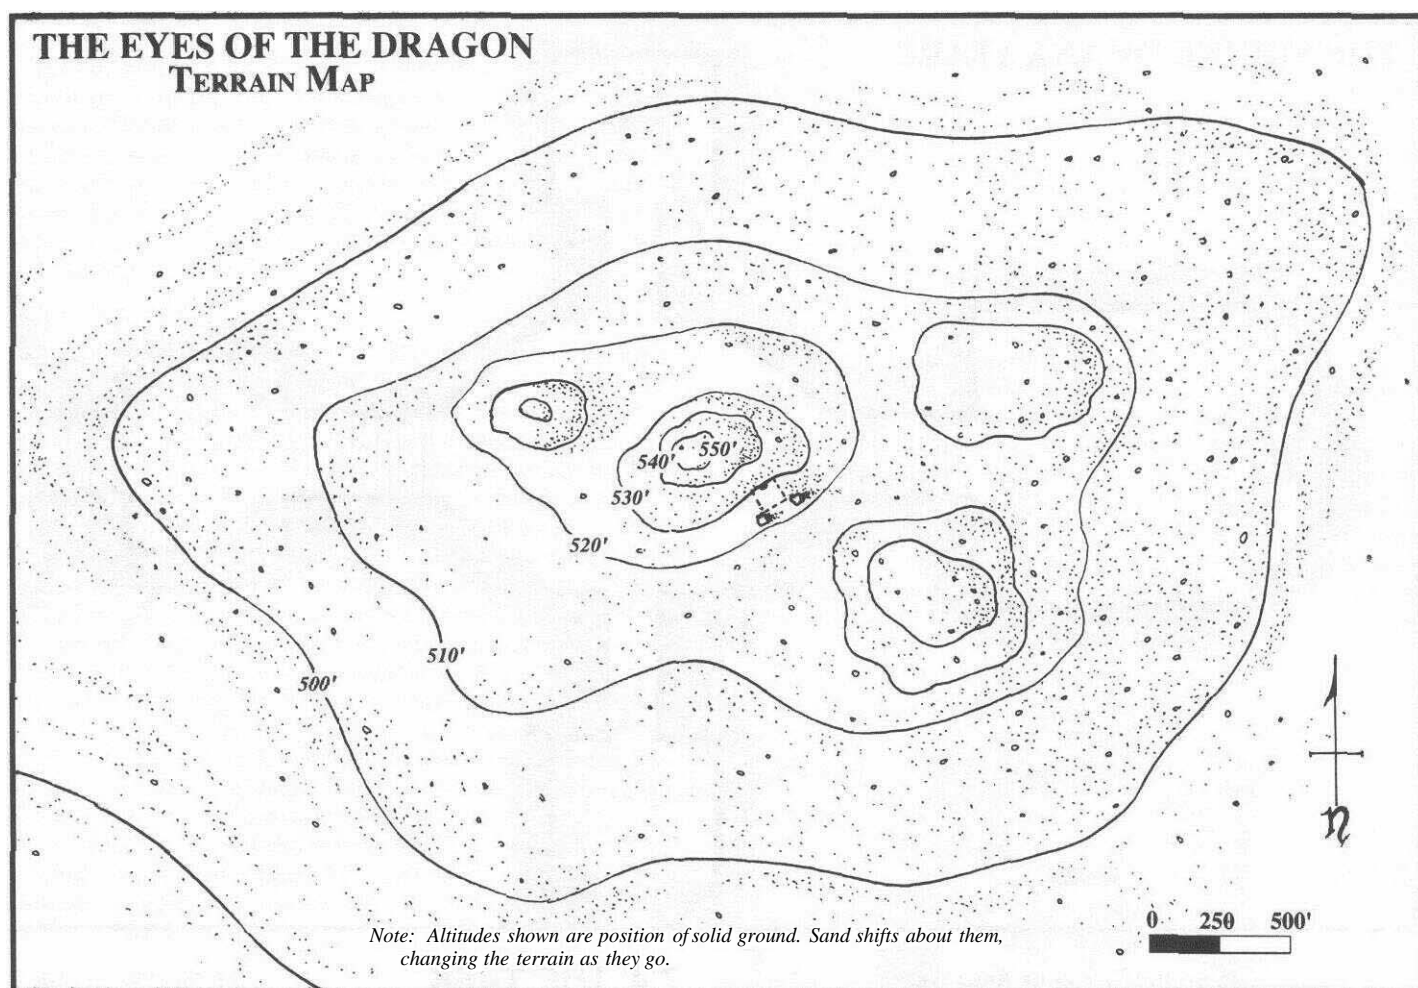 THE EYES OF THE DRAGON
TERRAIN MAP
540'
550'
530'
520'
510'
500'
n
0 250 500'
Note: Altitudes shown are position of solid ground. Sand shifts about them,
changing the terrain as they go.